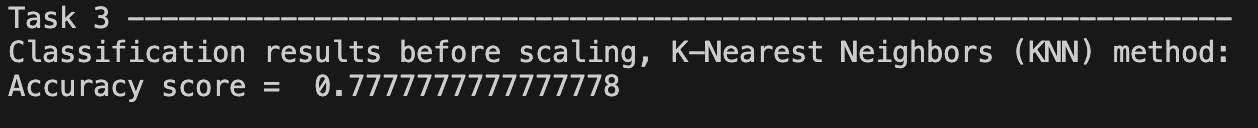 Task 3 -----------------------------------------------------------------
Classification results before scaling, K-Nearest Neighbors (KNN) method:
Accuracy score =  0.7777777777777778